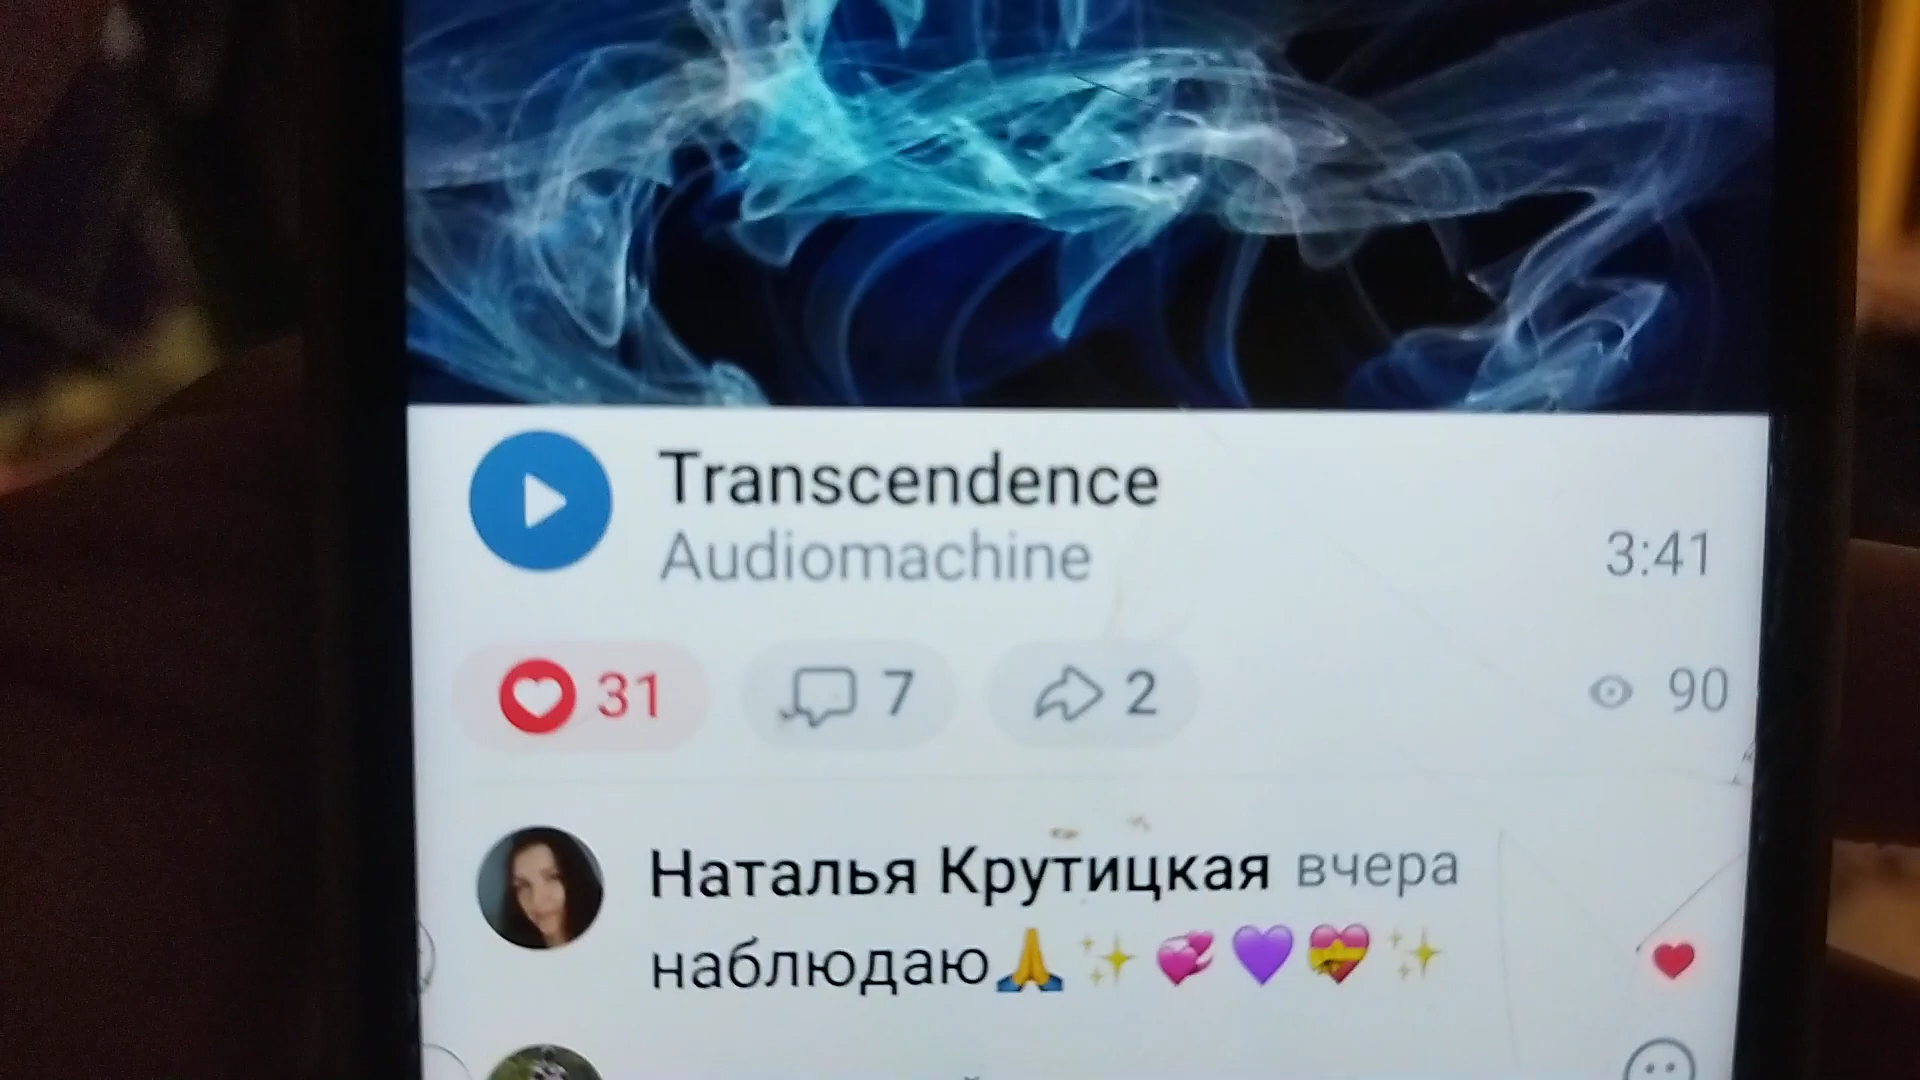 Transcendence
Audiomachine
3:41
31 7 2 90
Наталья Крутицкая вчера
наблюдаю🙏✨💞💜💝✨